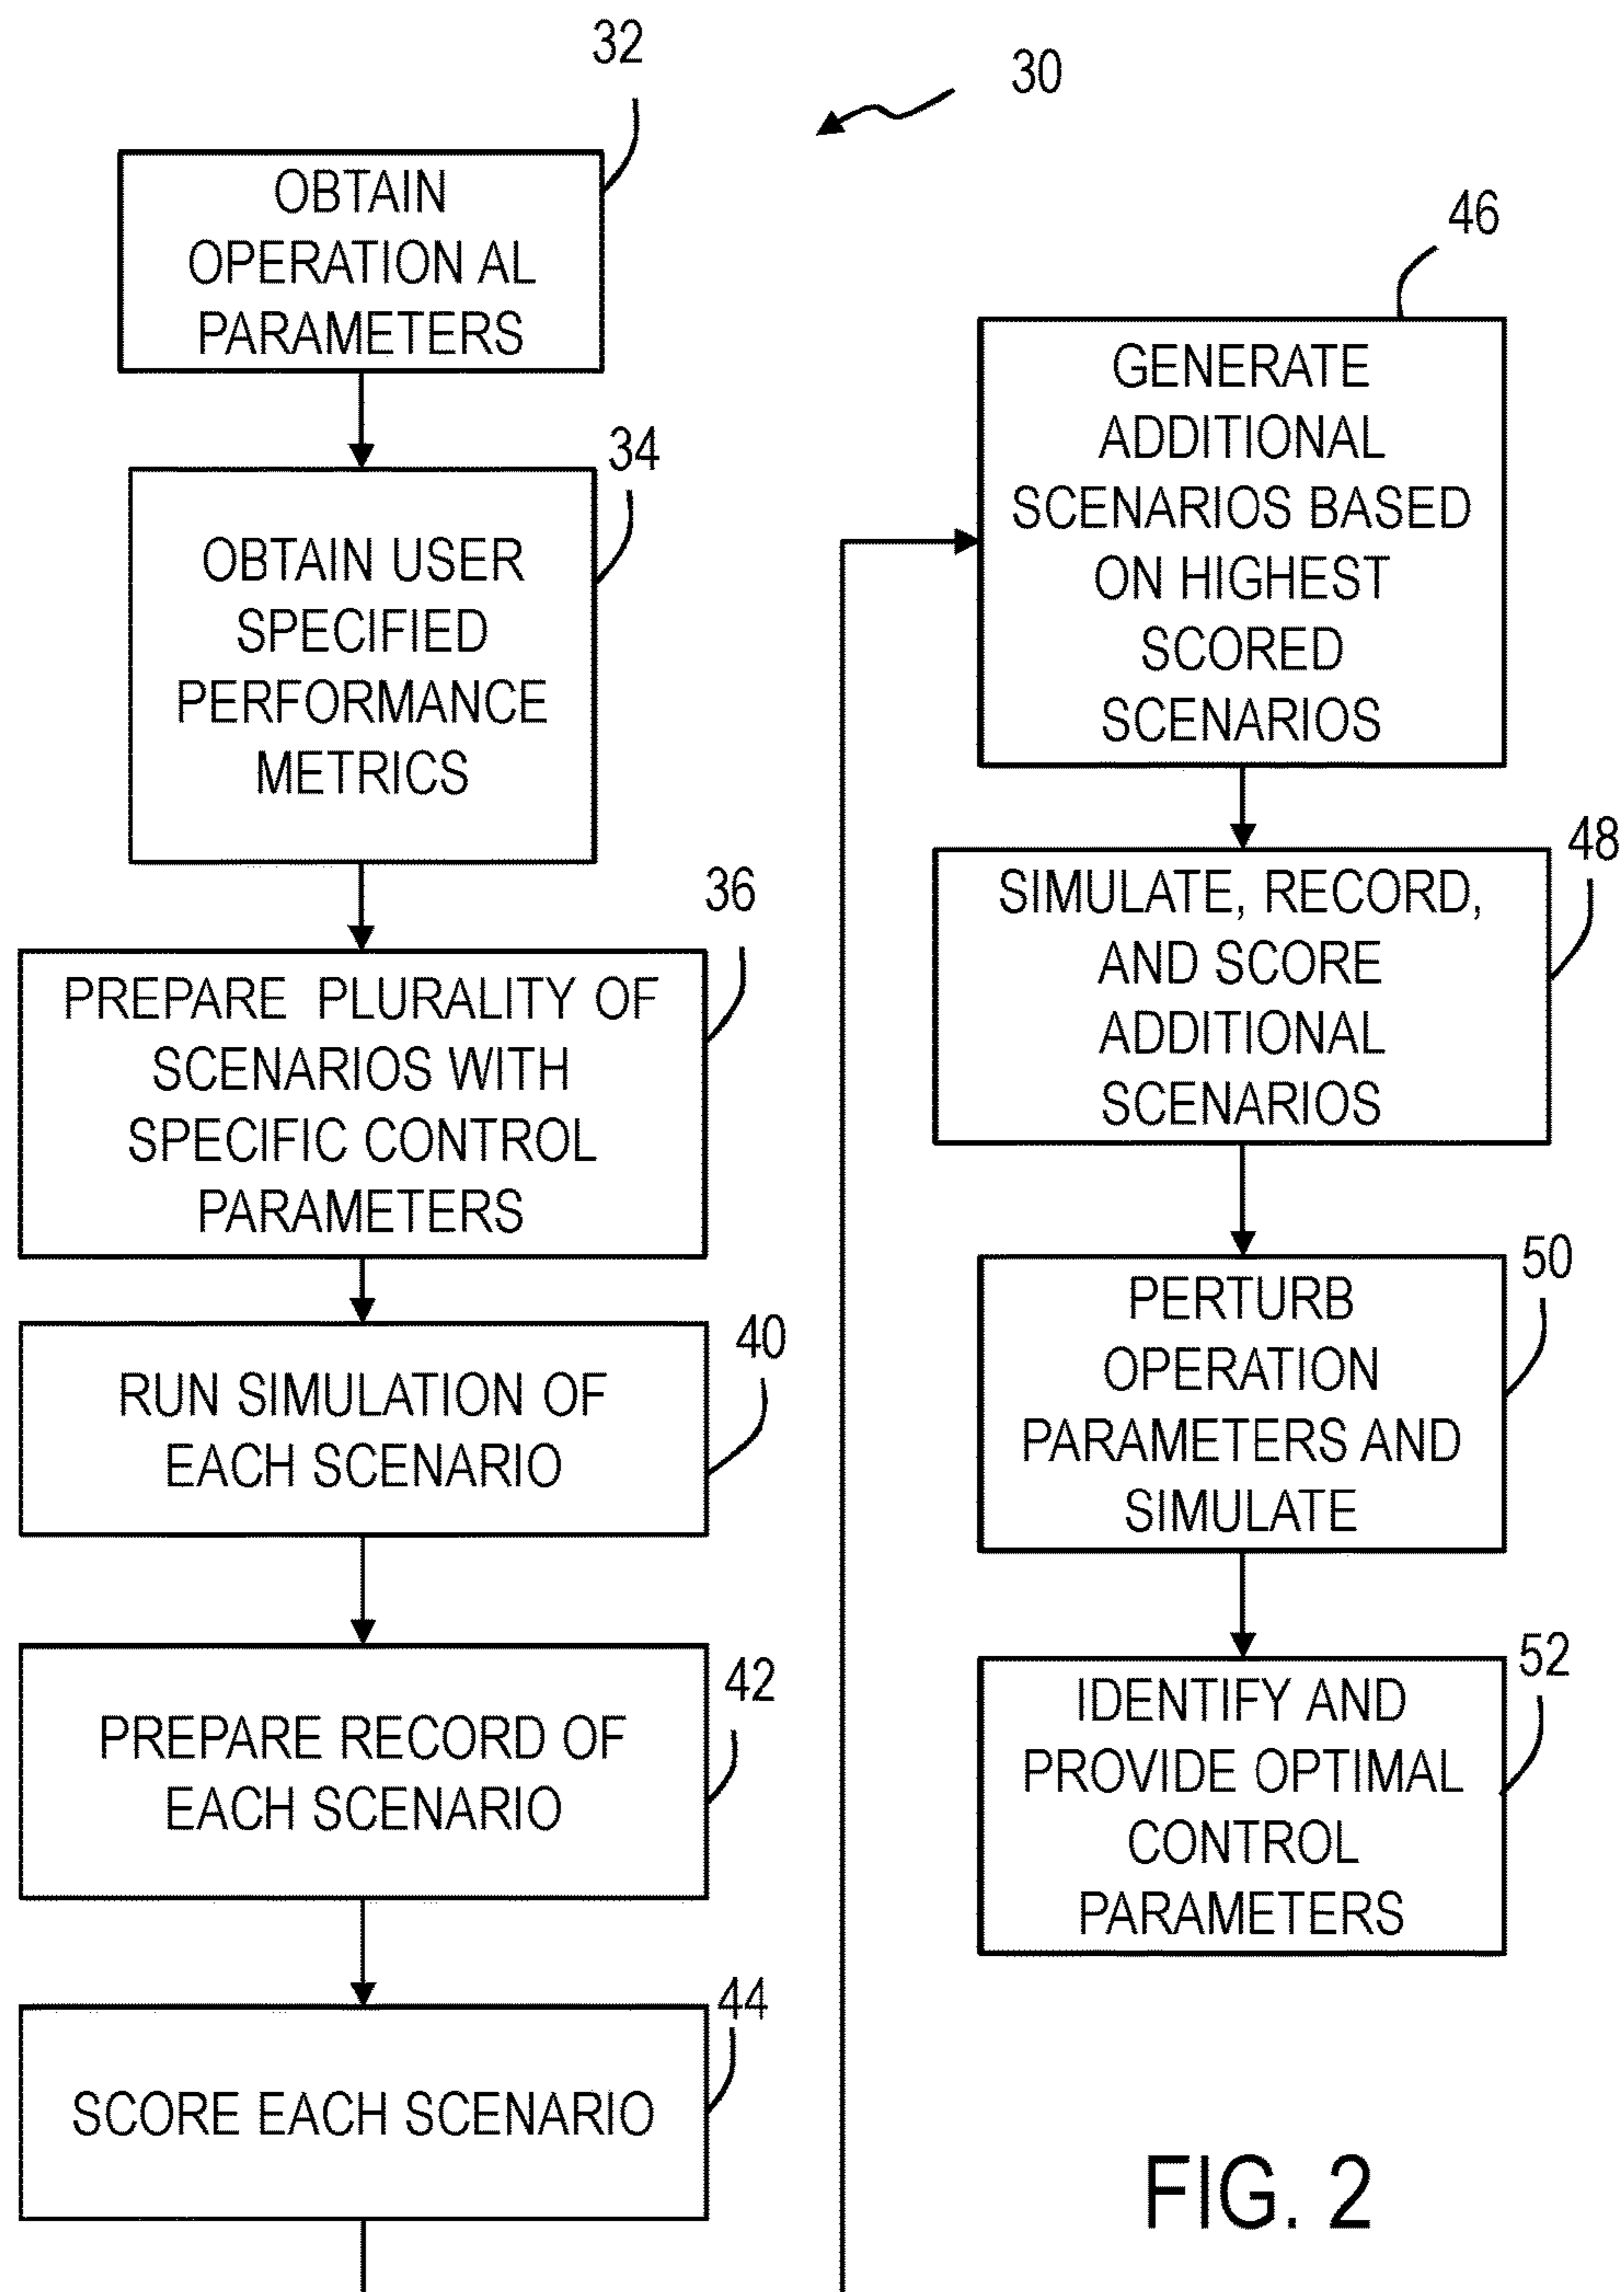 32
30
OBTAIN
OPERATION AL
PARAMETERS
34
OBTAIN USER
SPECIFIED
PERFORMANCE
METRICS
36
PREPARE PLURALITY OF
SCENARIOS WITH
SPECIFIC CONTROL
PARAMETERS
40
RUN SIMULATION OF
EACH SCENARIO
42
PREPARE RECORD OF
EACH SCENARIO
44
SCORE EACH SCENARIO
46
GENERATE
ADDITIONAL
SCENARIOS BASED
ON HIGHEST
SCORED
SCENARIOS
48
SIMULATE, RECORD,
AND SCORE
ADDITIONAL
SCENARIOS
50
PERTURB
OPERATION
PARAMETERS AND
SIMULATE
52
IDENTIFY AND
PROVIDE OPTIMAL
CONTROL
PARAMETERS
FIG. 2